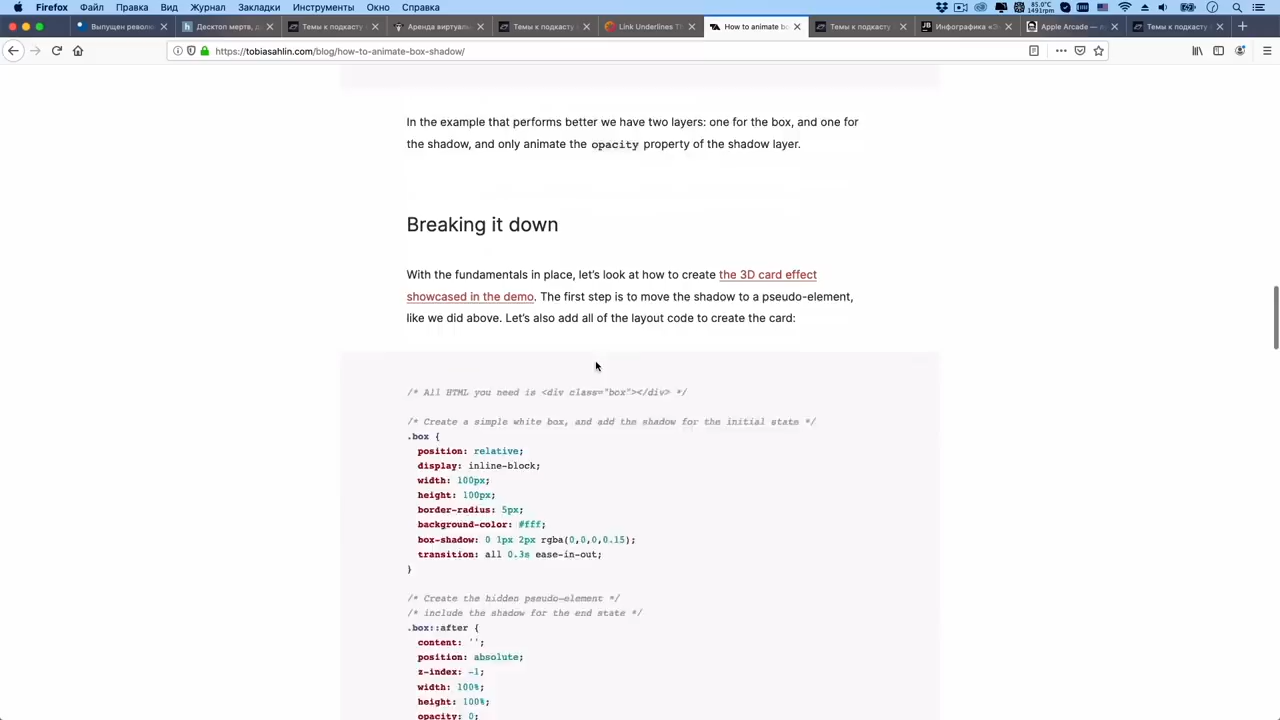 Firefox Файл Правка Вид Журнал Закладки Инструменты Окно Справка
85.0°C
1491rpm
Выпущен револю
Десктоп мертв,
Темы к подкасту
Аренда виртуаль
Темы к подкасту
Link Underlines Th
How to animate bo
Темы к подкасту
Инфографика «Э
Apple Arcade — п
Темы к подкасту
https://tobiasahlin.com/blog/how-to-animate-box-shadow/
In the example that performs better we have two layers: one for the box, and one for
the shadow, and only animate the opacity property of the shadow layer.
Breaking it down
With the fundamentals in place, let's look at how to create the 3D card effect
showcased in the demo. The first step is to move the shadow to a pseudo-element,
like we did above. Let's also add all of the layout code to create the card:
/* All HTML you need is <div class="box"></div> */
/* Create a simple white box, and add the shadow for the initial state */
.box {
position: relative;
display: inline-block;
width: 100px;
height: 100px;
border-radius: 5px;
background-color: #fff;
box-shadow: 0 1px 2px rgba(0,0,0,0.15);
transition: all 0.3s ease-in-out;
}
/* Create the hidden pseudo-element */
/* include the shadow for the end state */
.box::after {
content: '';
position: absolute;
z-index: -1;
width: 100%;
height: 100%;
opacity: 0;